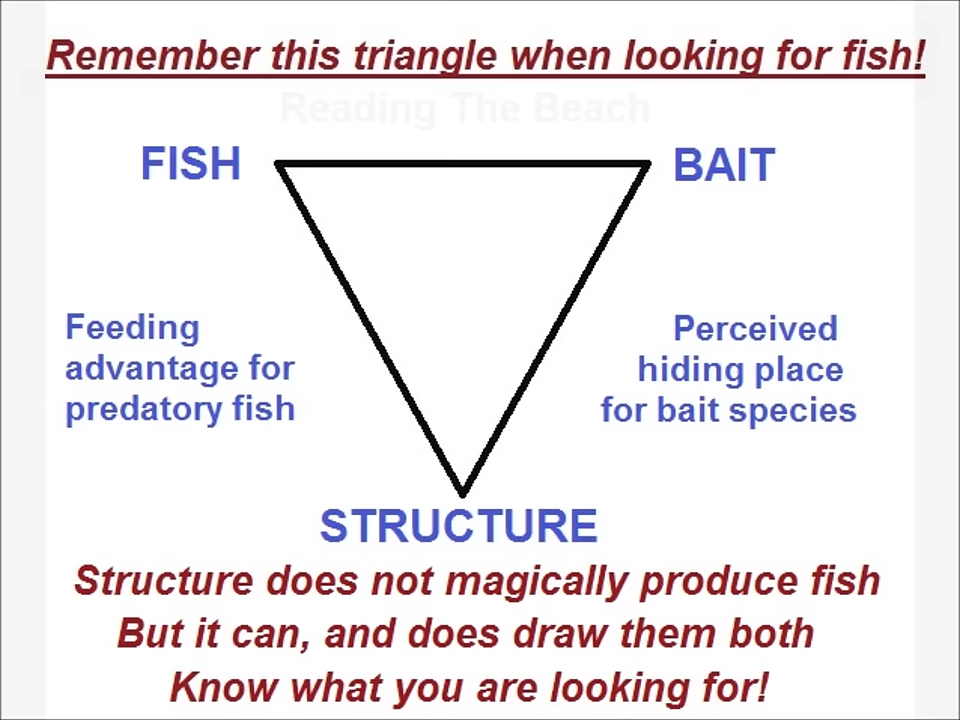 Remember this triangle when looking for fish!
Reading The Beach
FISH
BAIT
Feeding
advantage for
predatory fish
Perceived
hiding place
for bait species
STRUCTURE
Structure does not magically produce fish
But it can, and does draw them both
Know what you are looking for!